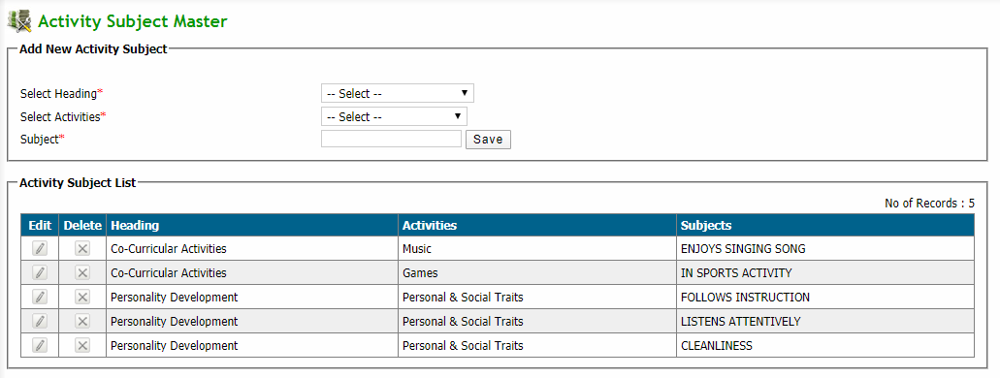 Activity Subject Master
Add New Activity Subject
Select Heading* -- Select --
Select Activities* -- Select --
Subject* Save
Activity Subject List
No of Records : 5
Edit Delete Heading Activities Subjects
Co-Curricular Activities Music ENJOYS SINGING SONG
Co-Curricular Activities Games IN SPORTS ACTIVITY
Personality Development Personal & Social Traits FOLLOWS INSTRUCTION
Personality Development Personal & Social Traits LISTENS ATTENTIVELY
Personality Development Personal & Social Traits CLEANLINESS